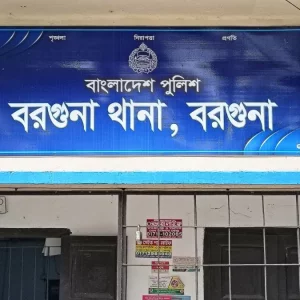 শৃঙ্খলা নিরাপত্তা প্রগতি
বাংলাদেশ পুলিশ
বরগুনা থানা, বরগুনা